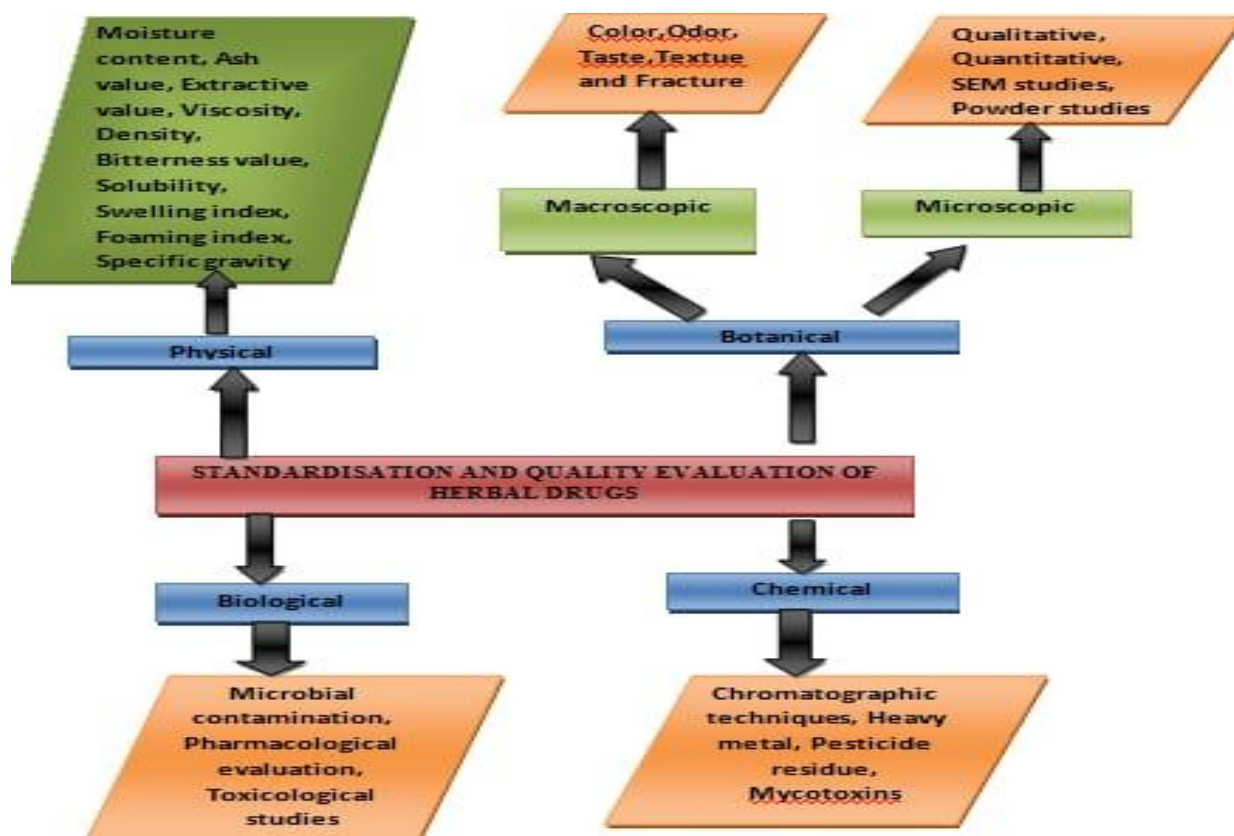 Moisture
content, Ash
value, Extractive
value, Viscosity,
Density,
Bitterness value,
Solubility,
Swelling index,
Foaming index,
Specific gravity
Color,Odor,
Taste,Textue
and Fracture
Qualitative,
Quantitative,
SEM studies,
Powder studies
Macroscopic
Microscopic
Physical
Botanical
STANDARDISATION AND QUALITY EVALUATION OF
HERBAL DRUGS
Biological
Chemical
Microbial
contamination,
Pharmacological
evaluation,
Toxicological
studies
Chromatographic
techniques, Heavy
metal, Pesticide
residue,
Mycotoxins